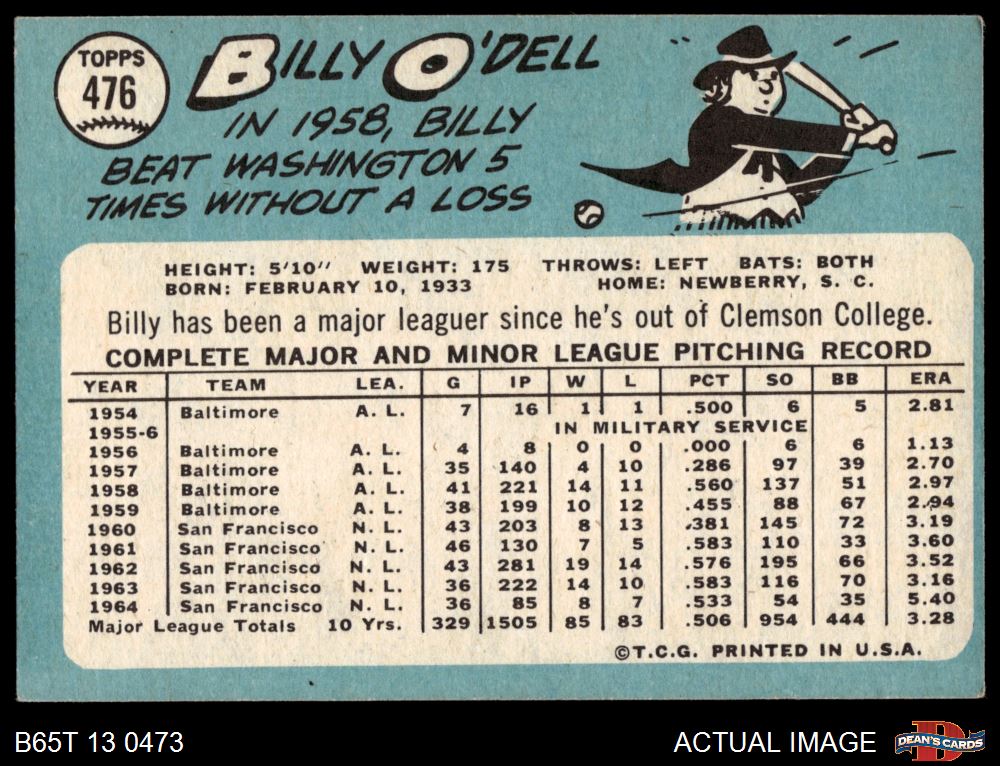 TOPPS
476
BILLY O'DELL
IN 1958, BILLY
BEAT WASHINGTON 5
TIMES WITHOUT A LOSS
HEIGHT: 5'10" WEIGHT: 175 THROWS: LEFT BATS: BOTH
BORN: FEBRUARY 10, 1933 HOME: NEWBERRY, S. C.
Billy has been a major leaguer since he's out of Clemson College.
COMPLETE MAJOR AND MINOR LEAGUE PITCHING RECORD
YEAR TEAM LEA. G IP W L PCT SO BB ERA
1954 Baltimore A. L. 7 16 1 1 .500 6 5 2.81
1955-6 IN MILITARY SERVICE
1956 Baltimore A. L. 4 8 0 0 .000 6 6 1.13
1957 Baltimore A. L. 35 140 4 10 .286 97 39 2.70
1958 Baltimore A. L. 41 221 14 11 .560 137 51 2.97
1959 Baltimore A. L. 38 199 10 12 .455 88 67 2.94
1960 San Francisco N. L. 43 203 8 13 .381 145 72 3.19
1961 San Francisco N. L. 46 130 7 5 .583 110 33 3.60
1962 San Francisco N. L. 43 281 19 14 .576 195 66 3.52
1963 San Francisco N. L. 36 222 14 10 .583 116 70 3.16
1964 San Francisco N. L. 36 85 8 7 .533 54 35 5.40
Major League Totals 10 Yrs. 329 1505 85 83 .506 954 444 3.28
©T.C.G. PRINTED IN U.S.A.
B65T 13 0473 ACTUAL IMAGE DEAN'S CARDS